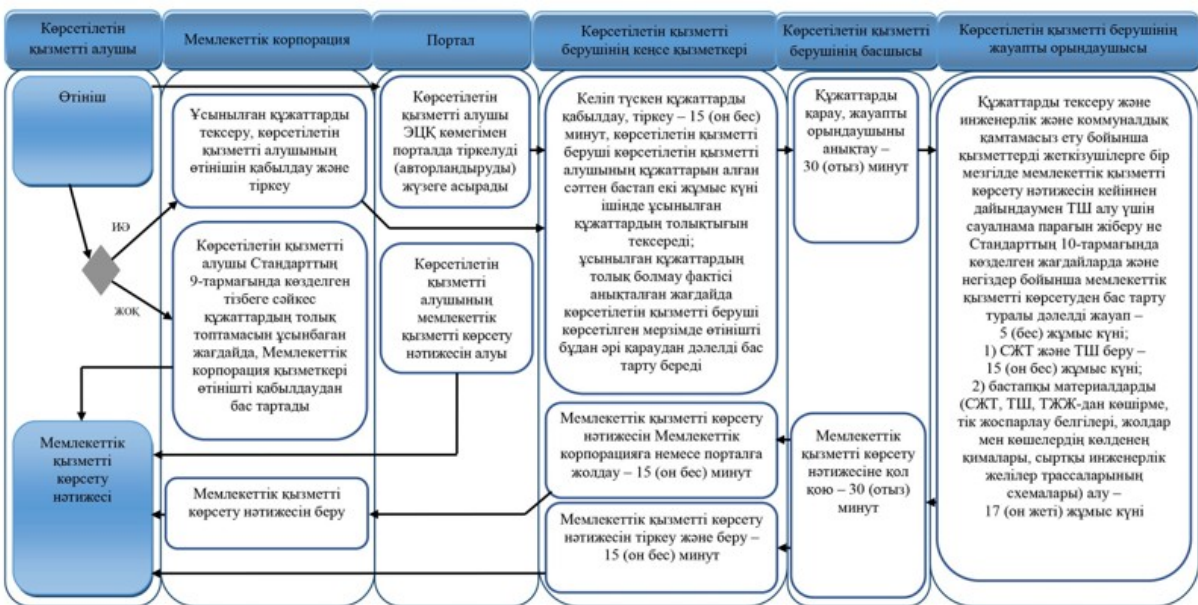 Көрсетілетін
қызметті алушы
Мемлекеттік корпорация
Портал
Көрсетілетін қызметті
берушінің кеңсе қызметкері
Көрсетілетін қызметті
берушінің басшысы
Көрсетілетін қызметті берушінің
жауапты орындаушысы
Өтініш
иә
жоқ
Мемлекеттік
қызметті
көрсету
нәтижесі
Ұсынылған құжаттарды
тексеру, көрсетілетін
қызметті алушының
өтінішін қабылдау және
тіркеу
Көрсетілетін қызметті
алушы Стандарттың
9-тармағында көзделген
тізбеге сәйкес
құжаттардың толық
топтамасын ұсынбаған
жағдайда, Мемлекеттік
корпорация қызметкері
өтінішті қабылдаудан
бас тартады
Мемлекеттік қызметті
көрсету нәтижесін беру
Көрсетілетін
қызметті алушы
ЭЦҚ көмегімен
порталда тіркелуді
(авторландыруды)
жүзеге асырады
Көрсетілетін
қызметті
алушының
мемлекеттік
қызметті көрсету
нәтижесін алуы
Келіп түскен құжаттарды
қабылдау, тіркеу – 15 (он бес)
минут, көрсетілетін қызметті
беруші көрсетілетін қызметті
алушының құжаттарын алған
сәттен бастап екі жұмыс күні
ішінде ұсынылған
құжаттардың толықтығын
тексереді;
ұсынылған құжаттардың
толық болмау фактісі
анықталған жағдайда
көрсетілетін қызметті беруші
көрсетілген мерзімде өтінішті
бұдан әрі қараудан дәлелді бас
тарту береді
Мемлекеттік қызметті көрсету
нәтижесін Мемлекеттік
корпорацияға немесе порталға
жолдау – 15 (он бес) минут
Мемлекеттік қызметті көрсету
нәтижесін тіркеу және беру –
15 (он бес) минут
Құжаттарды
қарау, жауапты
орындаушыны
анықтау –
30 (отыз) минут
Мемлекеттік
қызметті көрсету
нәтижесіне қол
қою – 30 (отыз)
минут
Құжаттарды тексеру және
инженерлік және коммуналдық
қамтамасыз ету бойынша
қызметтерді жеткізушілерге бір
мезгілде мемлекеттік қызметті
көрсету нәтижесін кейіннен
дайындаумен ТШ алу үшін
сауалнама парағын жіберу не
Стандарттың 10-тармағында
көзделген жағдайларда және
негіздер бойынша мемлекеттік
қызметті көрсетуден бас тарту
туралы дәлелді жауап –
5 (бес) жұмыс күні;
1) СЖТ және ТШ беру –
15 (он бес) жұмыс күні;
2) бастапқы материалдарды
(СЖТ, ТШ, ТЖЖ-дан көшірме,
тік жоспарлау белгілері, жолдар
мен көшелердің көлденең
қималары, сыртқы инженерлік
желілер трассаларының
схемалары) алу –
17 (он жеті) жұмыс күні